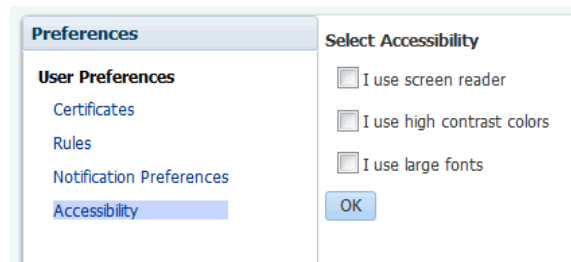 Preferences
User Preferences
Certificates
Rules
Notification Preferences
Accessibility
Select Accessibility
I use screen reader
I use high contrast colors
I use large fonts
OK